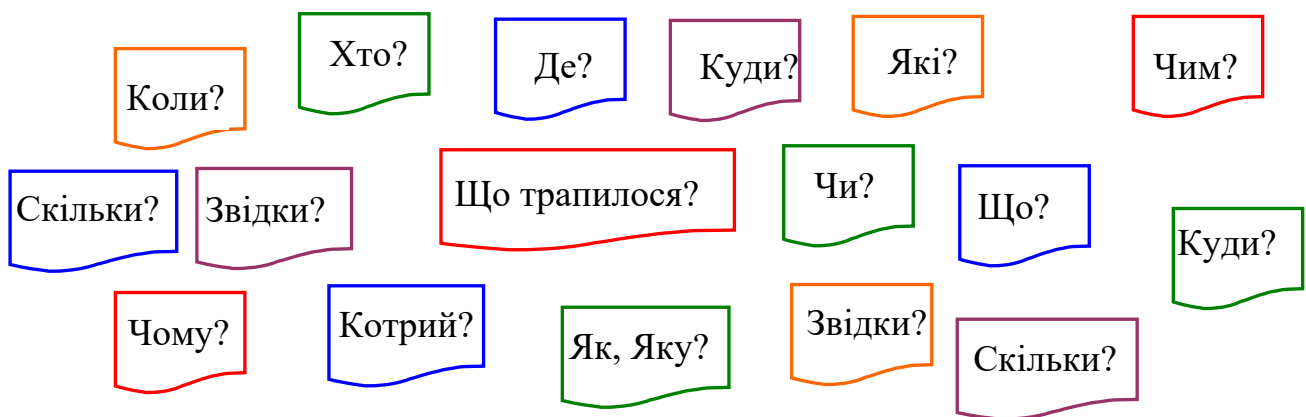 Коли?
Хто?
Де?
Куди?
Які?
Чим?
Скільки?
Звідки?
Що трапилося?
Чи?
Що?
Куди?
Чому?
Котрий?
Як, Яку?
Звідки?
Скільки?